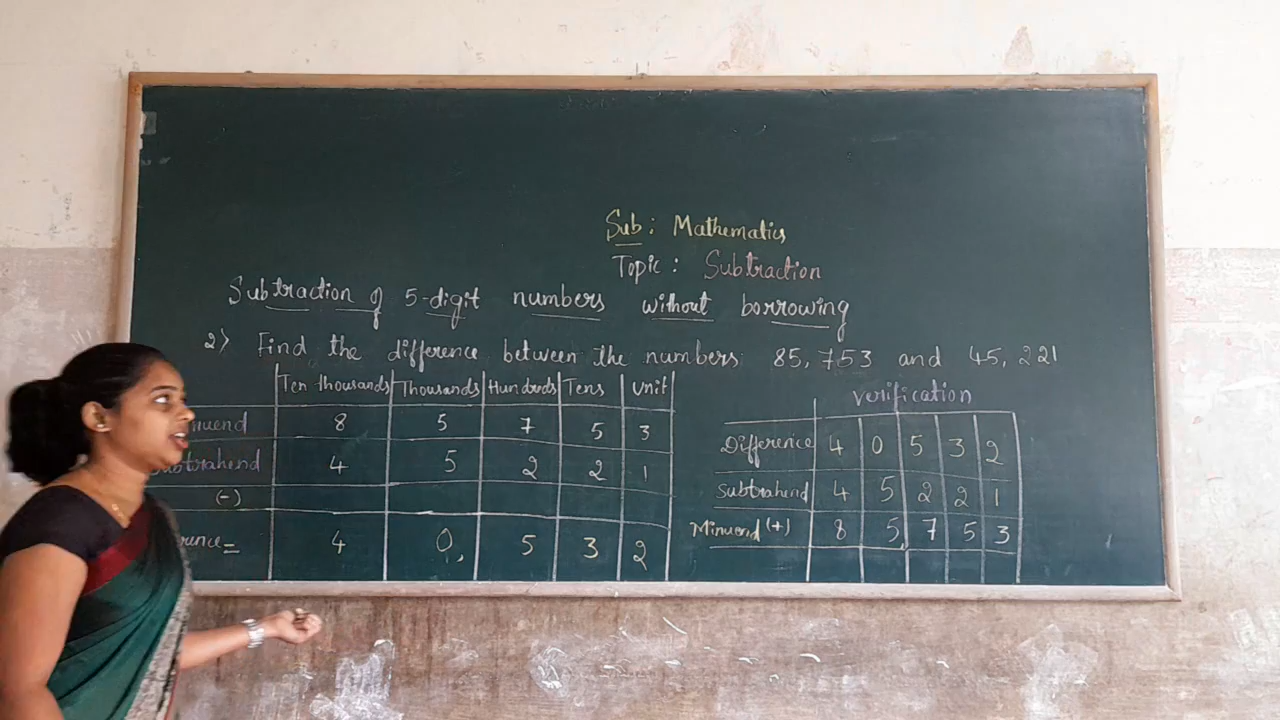 Sub: Mathematics
Topic: Subtraction
Subtraction of 5-digit numbers without borrowing
2) Find the difference between the numbers 85,753 and 45,221
Ten thousands Thousands Hundreds Tens Unit
nuend 8 5 7 5 3
Subtrahend 4 5 2 2 1
(-)
rence = 4 0, 5 3 2
Verification
Difference 4 0 5 3 2
Subtrahend 4 5 2 2 1
Minuend (+) 8 5, 7 5 3